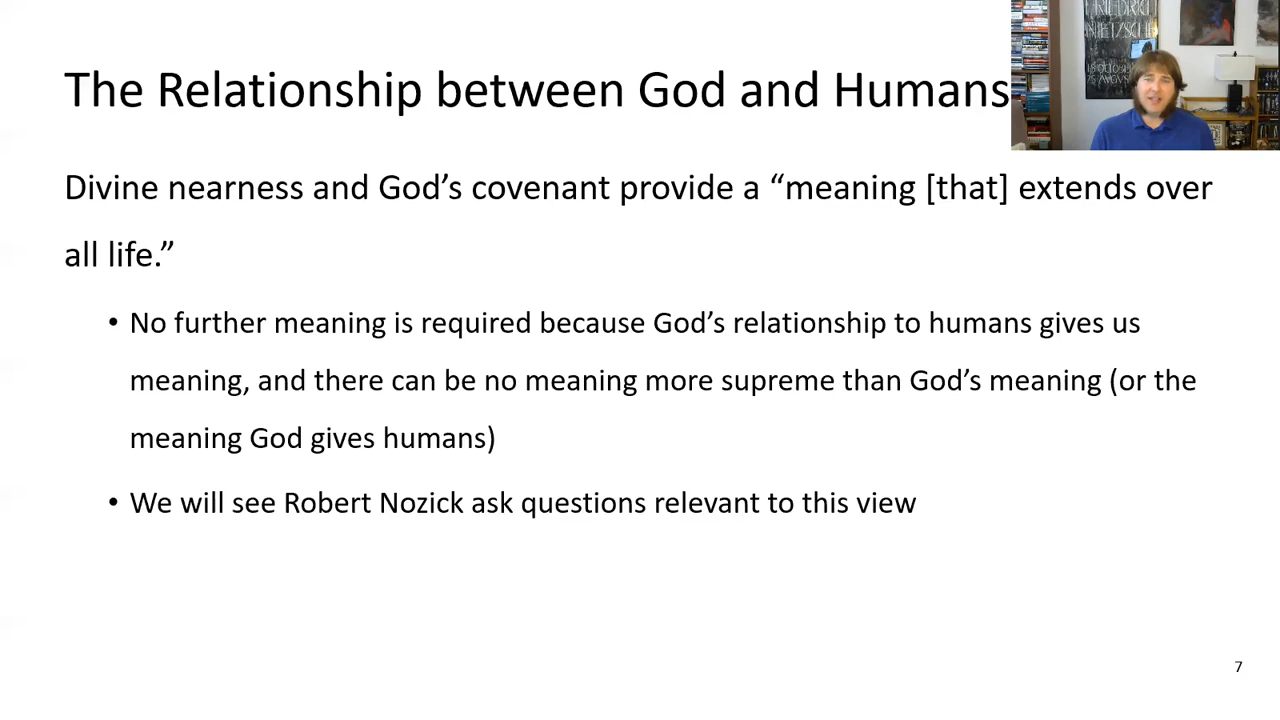 FRIEDRICH
NIETZSCHE
The Relationship between God and Humans
Divine nearness and God’s covenant provide a “meaning [that] extends over
all life.”
• No further meaning is required because God’s relationship to humans gives us
meaning, and there can be no meaning more supreme than God’s meaning (or the
meaning God gives humans)
• We will see Robert Nozick ask questions relevant to this view
7